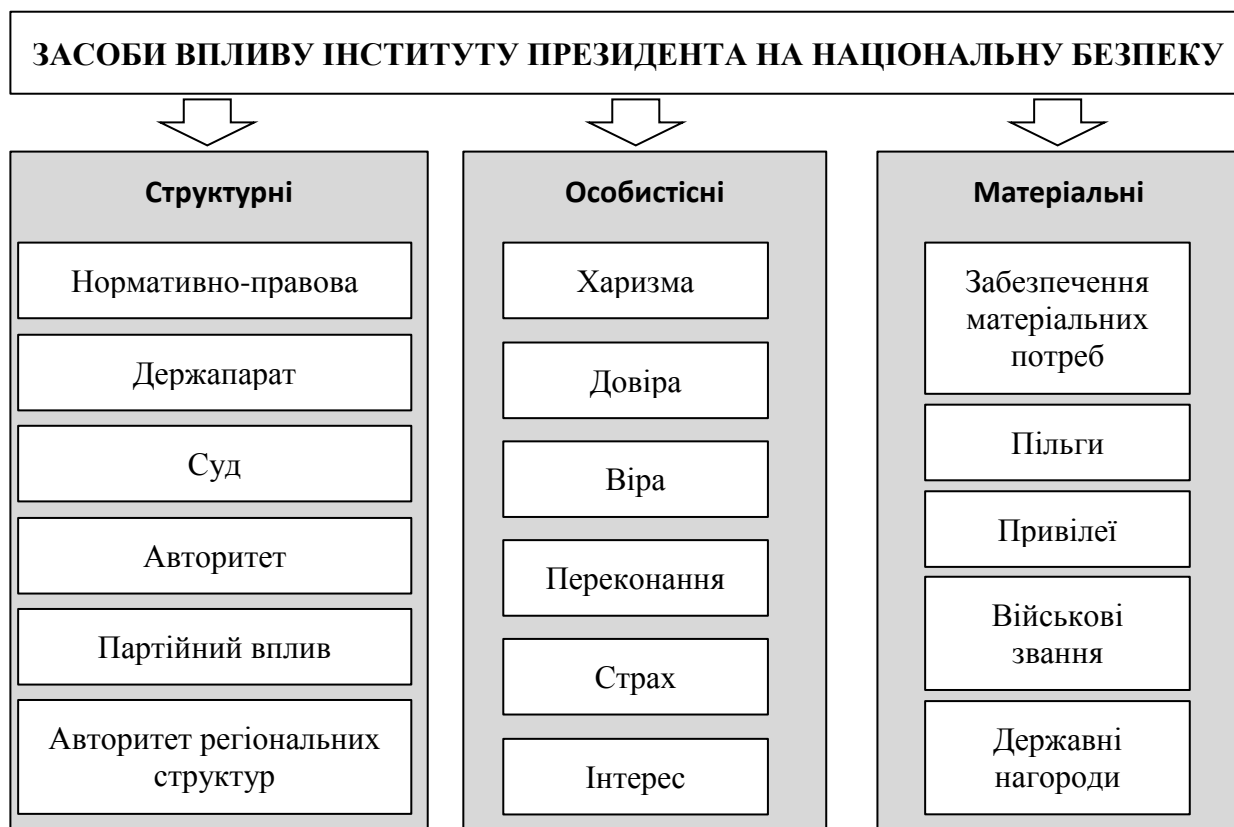 ЗАСОБИ ВПЛИВУ ІНСТИТУТУ ПРЕЗИДЕНТА НА НАЦІОНАЛЬНУ БЕЗПЕКУ
Структурні
Нормативно-правова
Держапарат
Суд
Авторитет
Партійний вплив
Авторитет регіональних
структур
Особистісні
Харизма
Довіра
Віра
Переконання
Страх
Інтерес
Матеріальні
Забезпечення
матеріальних
потреб
Пільги
Привілеї
Військові
звання
Державні
нагороди